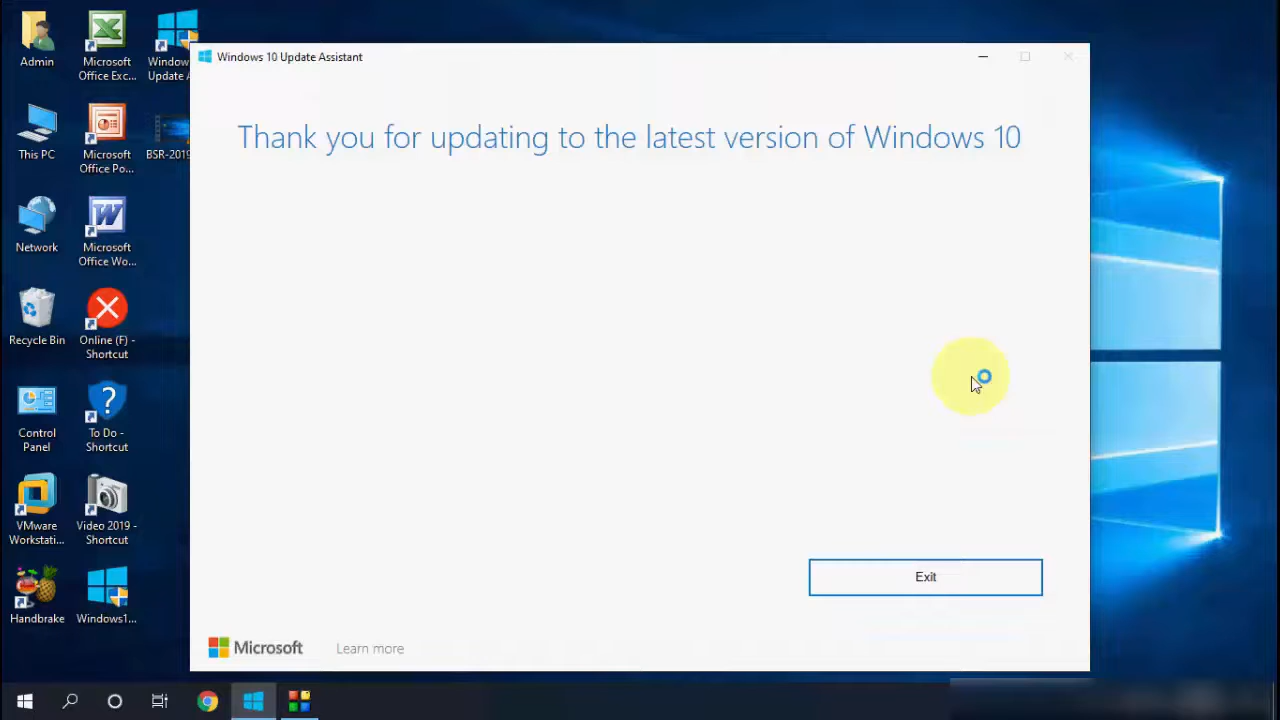 Admin
Microsoft
Office Exc...
Window
Update A
This PC
Microsoft
Office Po...
BSR-2019
Network
Microsoft
Office Wo...
Recycle Bin
Online (F) -
Shortcut
Control
Panel
To Do -
Shortcut
VMware
Workstati...
Video 2019 -
Shortcut
Handbrake
Windows1...
Windows 10 Update Assistant
Thank you for updating to the latest version of Windows 10
Exit
Microsoft
Learn more